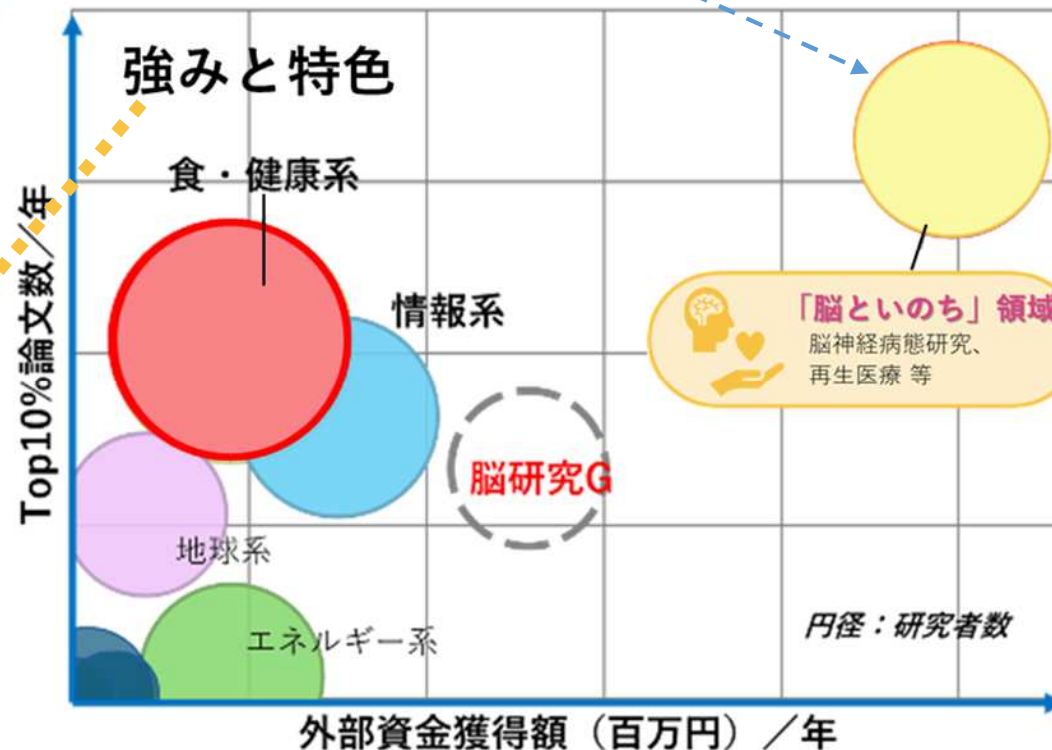 強みと特色
食・健康系
情報系
「脳といのち」領域
脳神経病態研究、
再生医療 等
脳研究G
地球系
エネルギー系
円径：研究者数
Top10%論文数/年
外部資金獲得額（百万円）／年